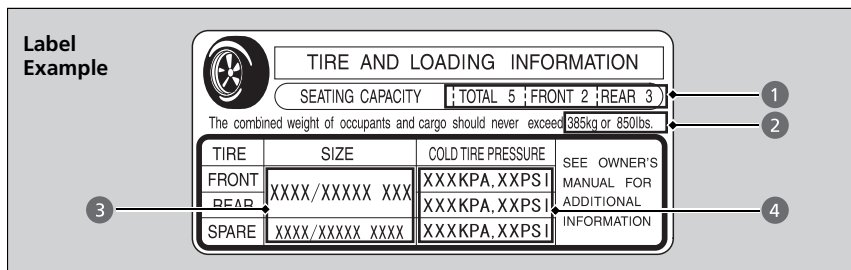 Label
Example
TIRE AND LOADING INFORMATION
SEATING CAPACITY TOTAL 5 FRONT 2 REAR 3
1
The combined weight of occupants and cargo should never exceed 385kg or 850lbs.
2
TIRE SIZE COLD TIRE PRESSURE
SEE OWNER'S
MANUAL FOR
ADDITIONAL
INFORMATION
FRONT XXXX/XXXXX XXX XXXKPA,XXPSI
REAR XXXKPA,XXPSI
3
4
SPARE XXXX/XXXXX XXXX XXXKPA,XXPSI